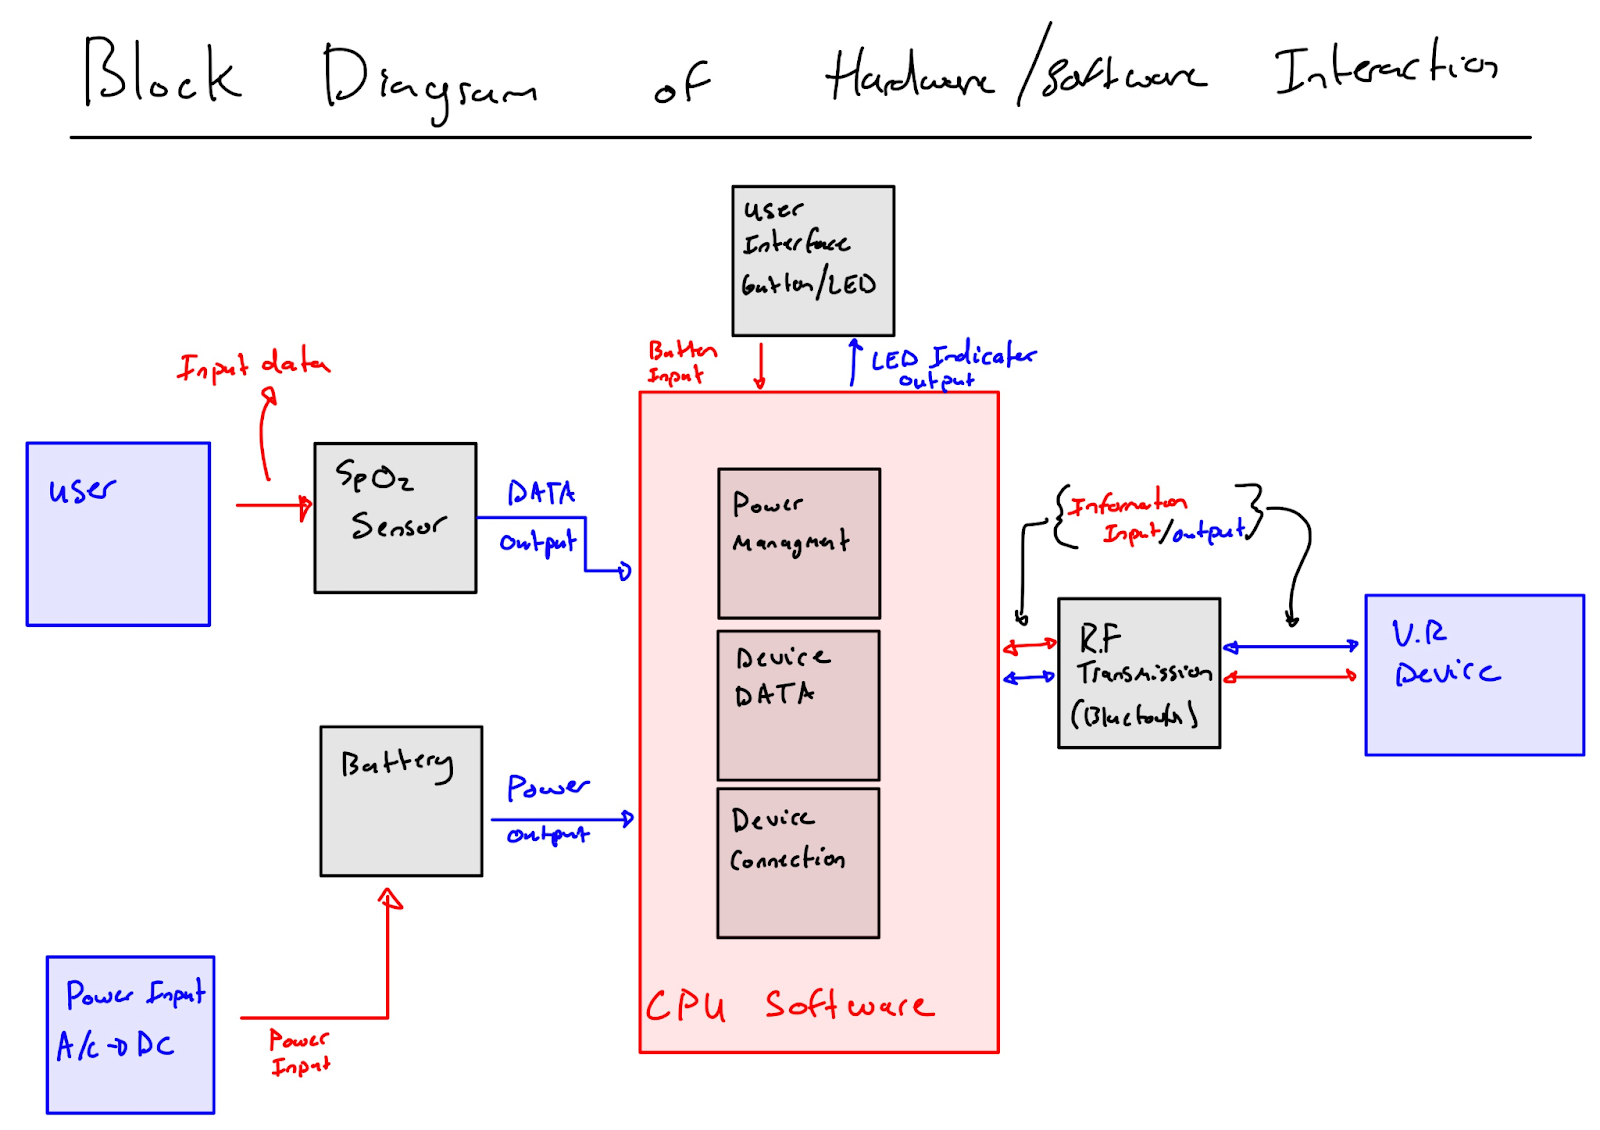 Block Diagram of Hardware/Software Interaction
user
Interface
button/LED
Button
Input
LED Indicator
output
Input data
user
SpO2
Sensor
DATA
output
Power
Managment
Device
DATA
Device
Connection
CPU Software
{Information
Input/output}
R.F
Transmission
(Bluetooth)
V.R
Device
Battery
Power
output
Power Input
A/C → DC
Power
Input